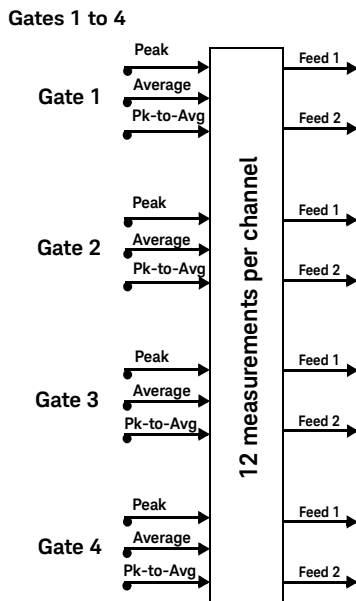 Gates 1 to 4
Peak
Feed 1
Gate 1
Average
Pk-to-Avg
Feed 2
Peak
Feed 1
Gate 2
Average
Pk-to-Avg
Feed 2
12 measurements per channel
Peak
Feed 1
Gate 3
Average
Pk-to-Avg
Feed 2
Peak
Feed 1
Gate 4
Average
Pk-to-Avg
Feed 2